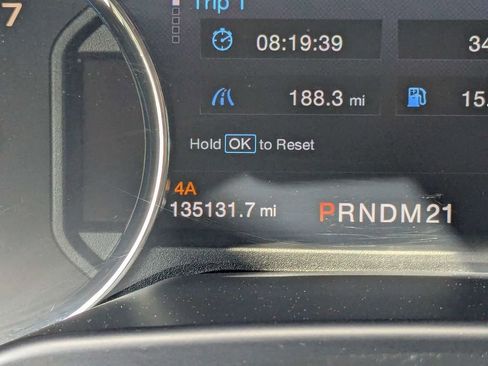 7
Trip 1
08:19:39
34
188.3 mi
15.
Hold OK to Reset
4A
135131.7 mi
PRNDM21